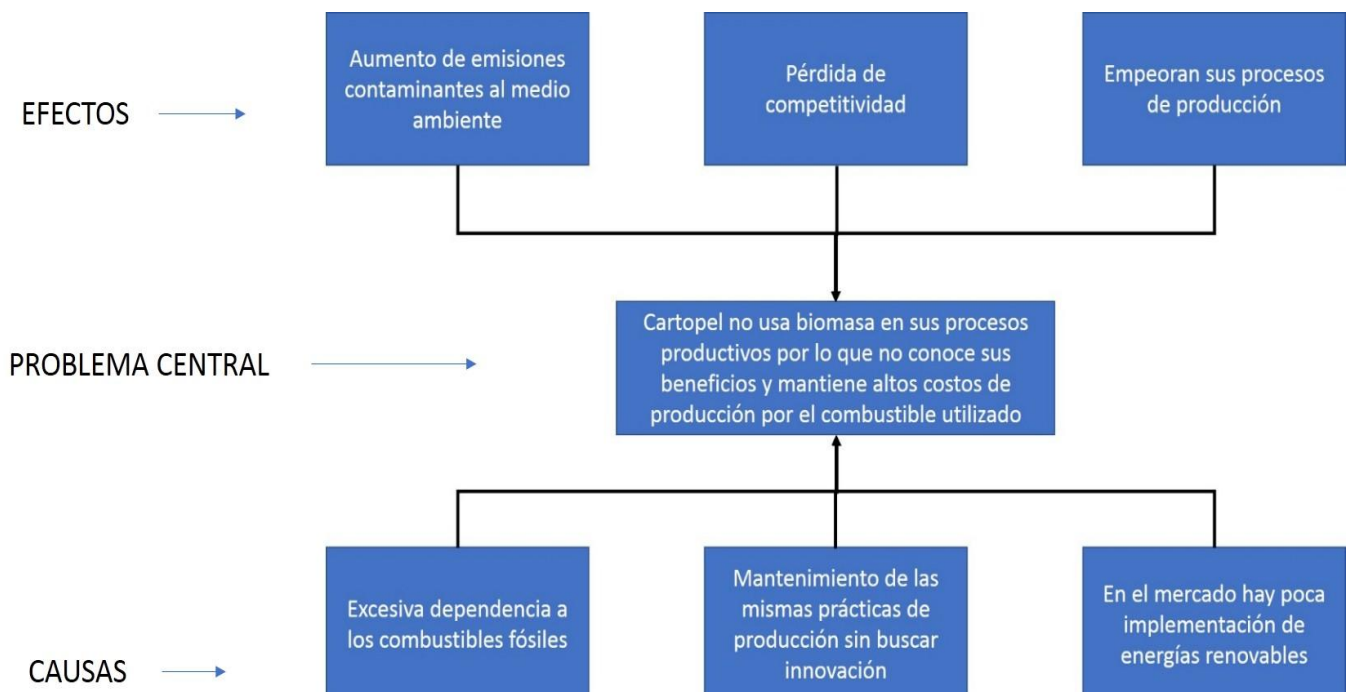 Aumento de emisiones
contaminantes al medio
ambiente
Pérdida de
competitividad
Empeoran sus procesos
de producción
EFECTOS
Cartopel no usa biomasa en sus procesos
productivos por lo que no conoce sus
beneficios y mantiene altos costos de
producción por el combustible utilizado
PROBLEMA CENTRAL
Excesiva dependencia a
los combustibles fósiles
Mantenimiento de las
mismas prácticas de
producción sin buscar
innovación
En el mercado hay poca
implementación de
energías renovables
CAUSAS